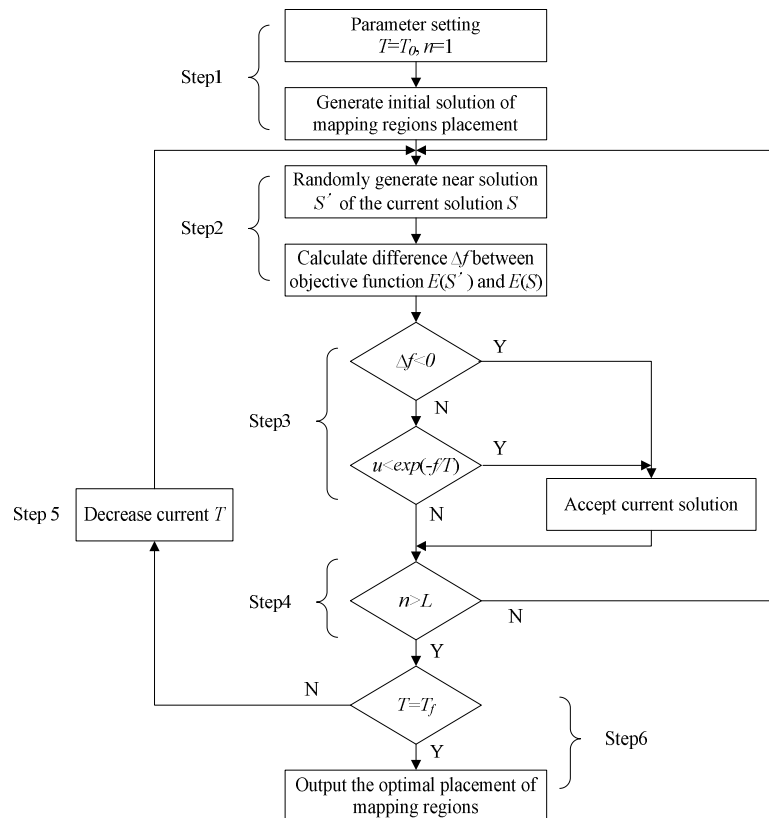 Parameter setting
T=T0, n=1
Step1
Generate initial solution of
mapping regions placement
Randomly generate near solution
S´ of the current solution S
Step2
Calculate difference Δf between
objective function E(S´) and E(S)
Δf<0
Y
N
Step3
u<exp(-f/T)
Y
N
Accept current solution
Step 5
Decrease current T
Step4
n>L
N
Y
N
T=Tf
Y
Step6
Output the optimal placement of
mapping regions